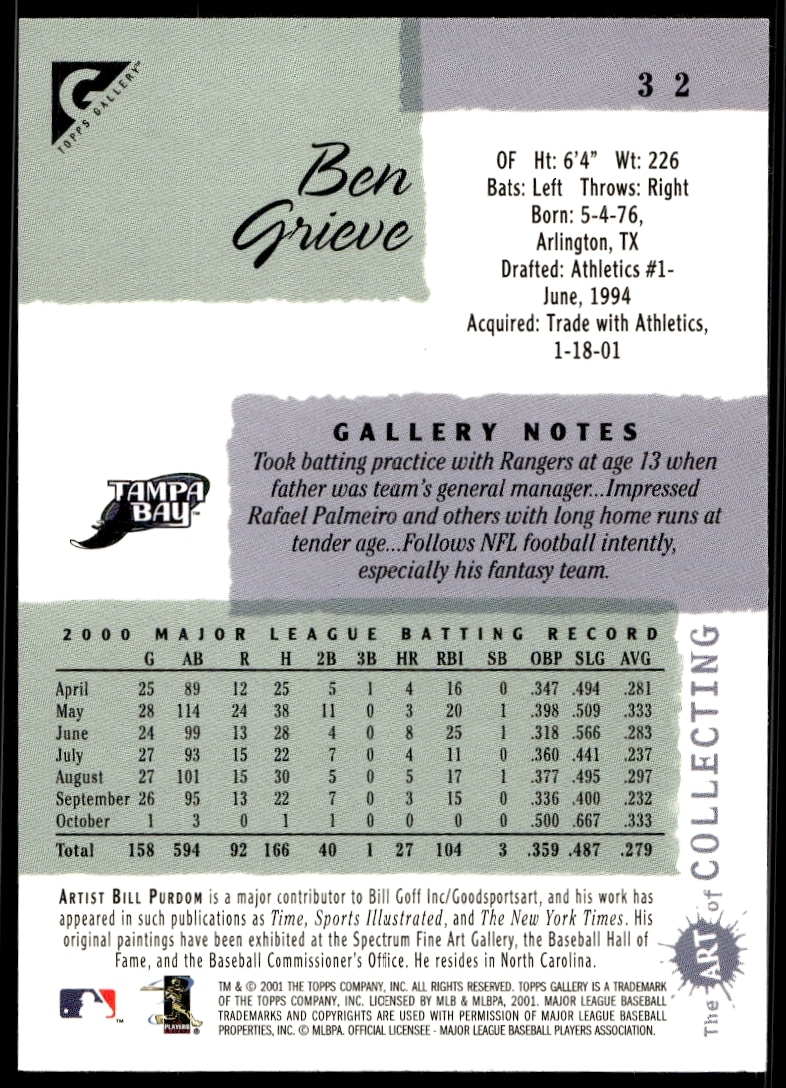 G
TOPPS GALLERY™
3 2
Ben
Grieve
OF Ht: 6'4" Wt: 226
Bats: Left Throws: Right
Born: 5-4-76,
Arlington, TX
Drafted: Athletics #1-
June, 1994
Acquired: Trade with Athletics,
1-18-01
GALLERY NOTES
Took batting practice with Rangers at age 13 when
father was team's general manager...Impressed
Rafael Palmeiro and others with long home runs at
tender age...Follows NFL football intently,
especially his fantasy team.
TAMPA
BAY™
2000 MAJOR LEAGUE BATTING RECORD
G AB R H 2B 3B HR RBI SB OBP SLG AVG
April 25 89 12 25 5 1 4 16 0 .347 .494 .281
May 28 114 24 38 11 0 3 20 1 .398 .509 .333
June 24 99 13 28 4 0 8 25 1 .318 .566 .283
July 27 93 15 22 7 0 4 11 0 .360 .441 .237
August 27 101 15 30 5 0 5 17 1 .377 .495 .297
September 26 95 13 22 7 0 3 15 0 .336 .400 .232
October 1 3 0 1 1 0 0 0 0 .500 .667 .333
Total 158 594 92 166 40 1 27 104 3 .359 .487 .279
The ART of COLLECTING
ARTIST BILL PURDOM is a major contributor to Bill Goff Inc/Goodsportsart, and his work has
appeared in such publications as Time, Sports Illustrated, and The New York Times. His
original paintings have been exhibited at the Spectrum Fine Art Gallery, the Baseball Hall of
Fame, and the Baseball Commissioner's Office. He resides in North Carolina.
TM & © 2001 THE TOPPS COMPANY, INC. ALL RIGHTS RESERVED. TOPPS GALLERY IS A TRADEMARK
OF THE TOPPS COMPANY, INC. LICENSED BY MLB & MLBPA, 2001. MAJOR LEAGUE BASEBALL
TRADEMARKS AND COPYRIGHTS ARE USED WITH PERMISSION OF MAJOR LEAGUE BASEBALL
PROPERTIES, INC. © MLBPA. OFFICIAL LICENSEE - MAJOR LEAGUE BASEBALL PLAYERS ASSOCIATION.
™
PLAYERS
®